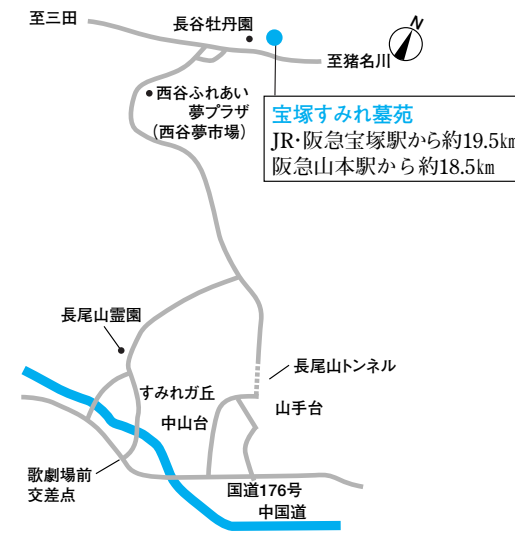 至三田
長谷牡丹園
N
至猪名川
西谷ふれあい
夢プラザ
(西谷夢市場)
宝塚すみれ墓苑
JR・阪急宝塚駅から約19.5km
阪急山本駅から約18.5km
長尾山霊園
長尾山トンネル
すみれガ丘
山手台
中山台
歌劇場前
交差点
国道176号
中国道